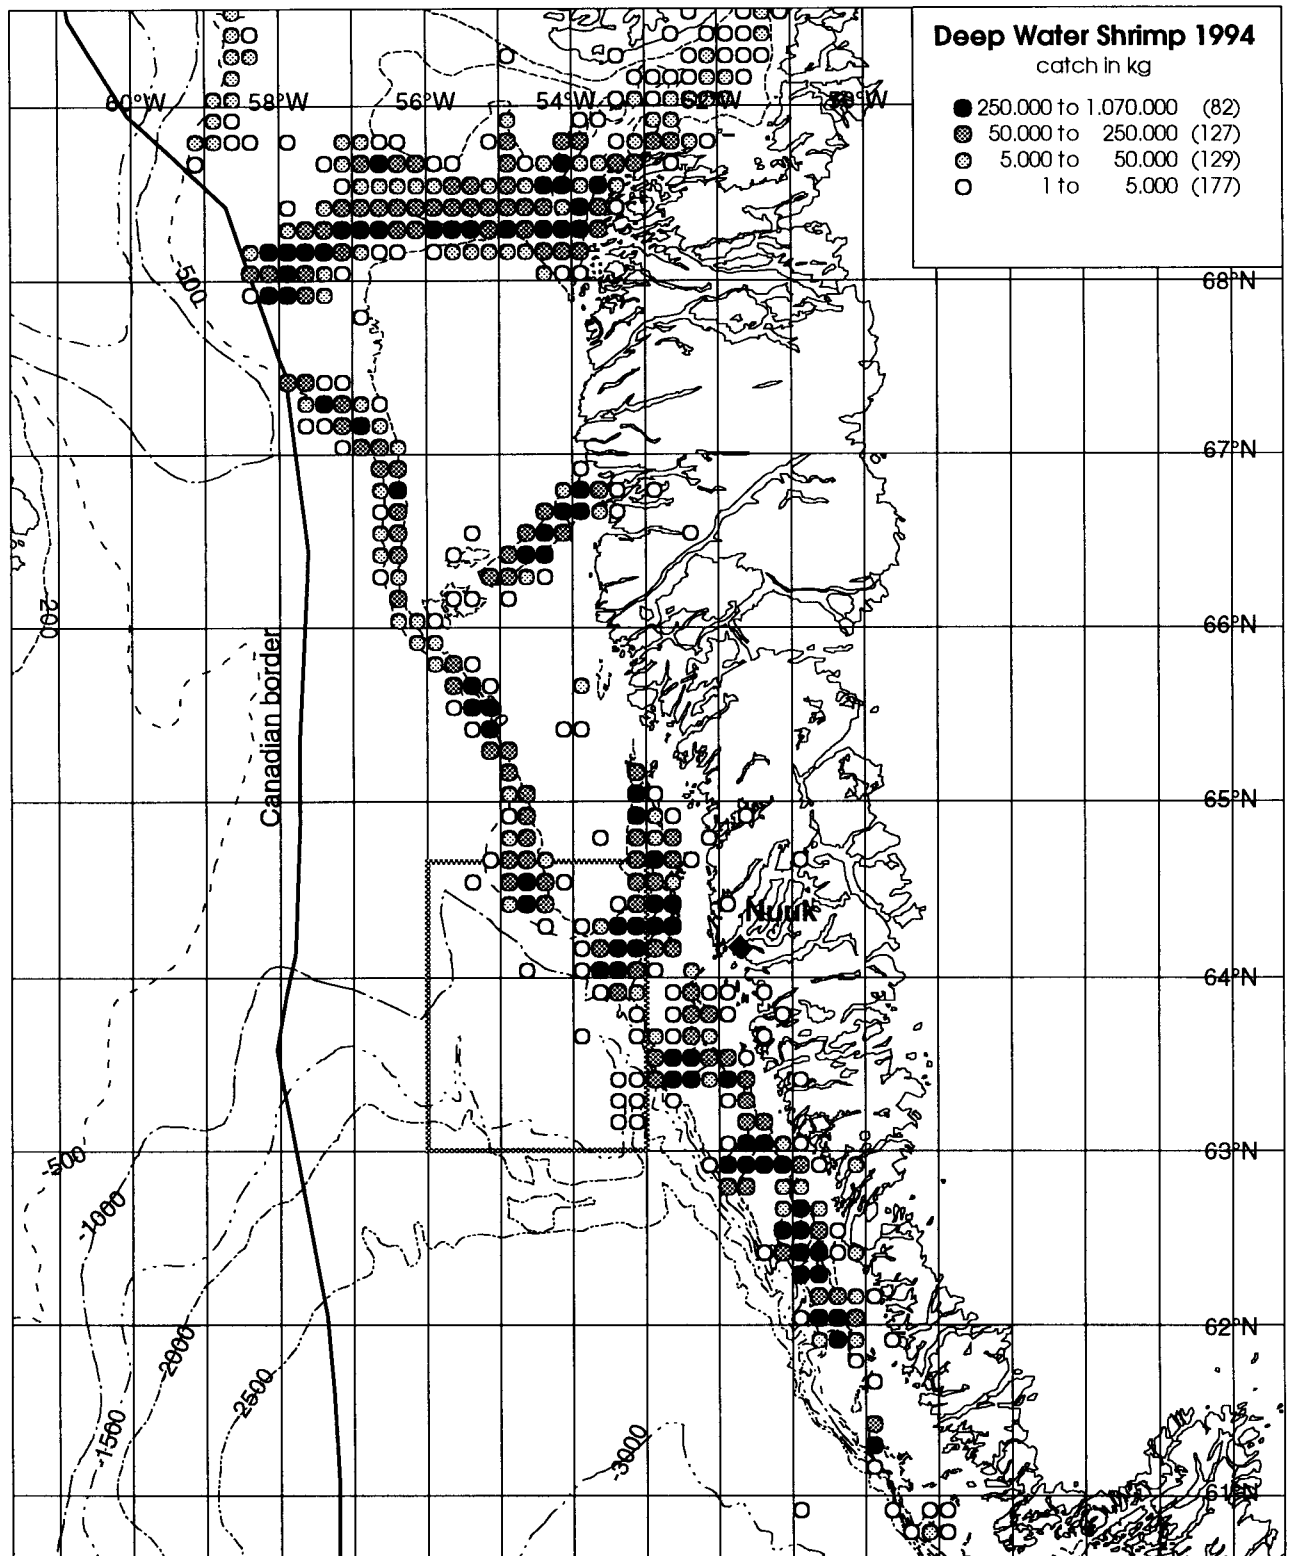 Deep Water Shrimp 1994
catch in kg
250.000 to 1.070.000 (82)
50.000 to 250.000 (127)
5.000 to 50.000 (129)
1 to 5.000 (177)
60°W 58°W 56°W 54°W 52°W 50°W
68°N
-500
67°N
200
66°N
Canadian border
65°N
Nuuk
64°N
63°N
-500
-1000
62°N
-2000
2500
-1500
-3000
61°N